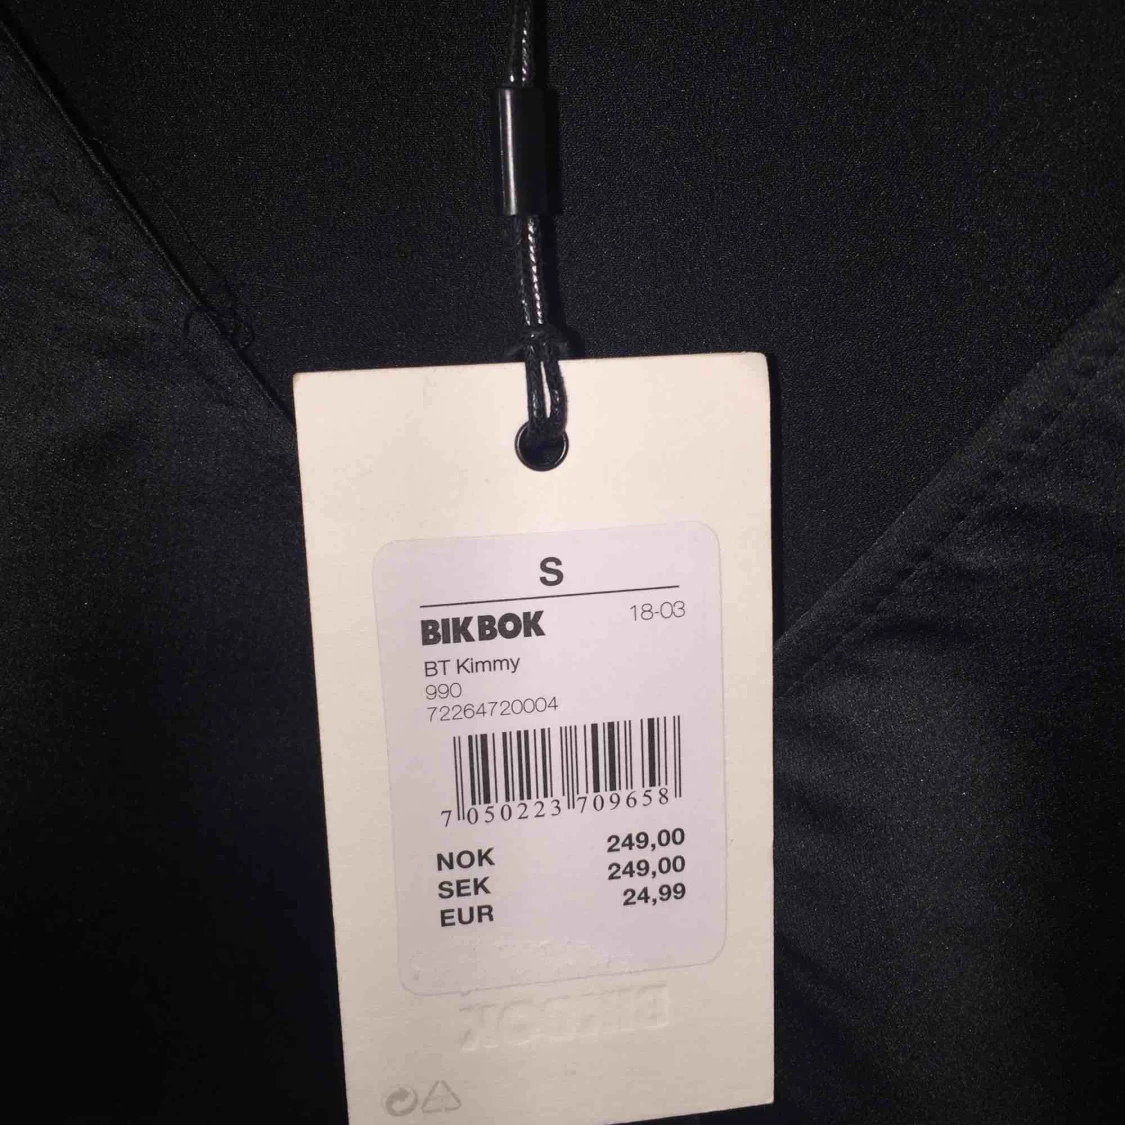 S
BIKBOK 18-03
BT Kimmy
990
72264720004
7 050223 709658
NOK 249,00
SEK 249,00
EUR 24,99
BIKBOK